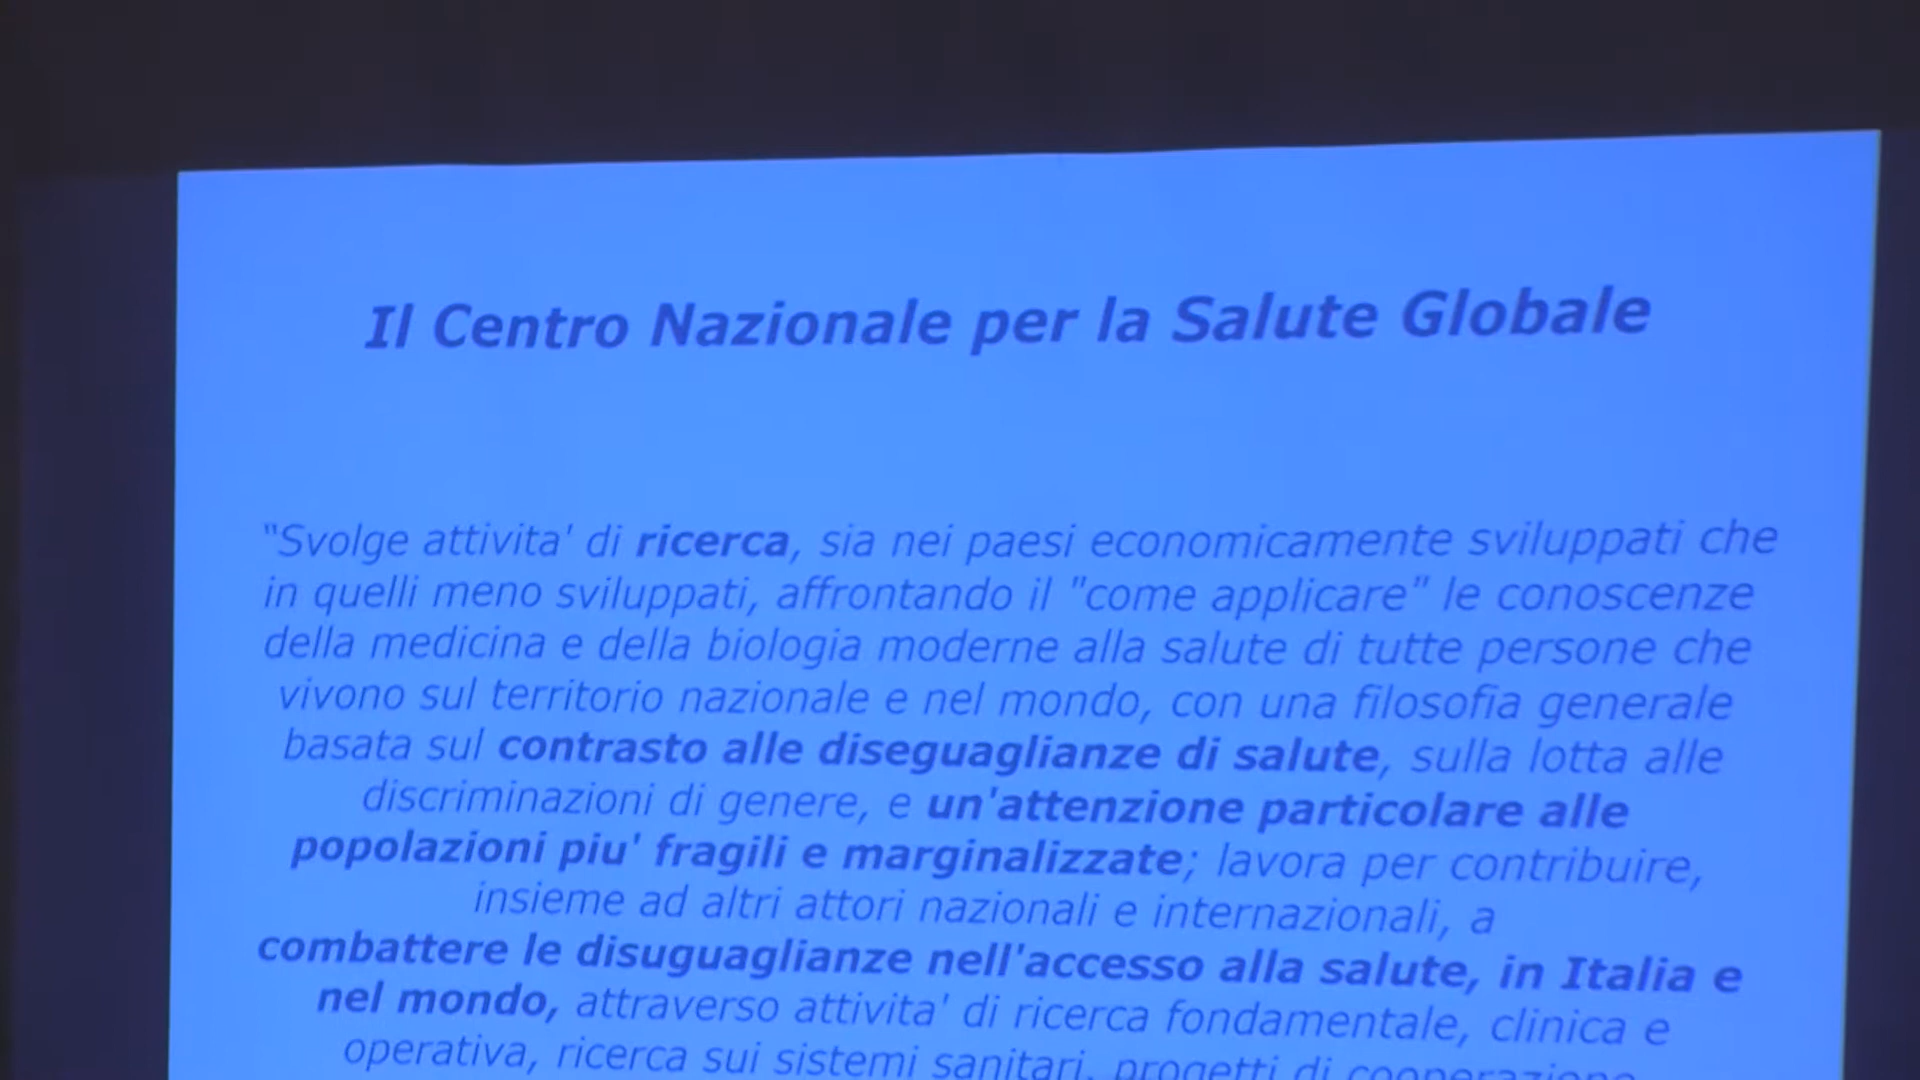 Il Centro Nazionale per la Salute Globale
"Svolge attivita' di ricerca, sia nei paesi economicamente sviluppati che
in quelli meno sviluppati, affrontando il "come applicare" le conoscenze
della medicina e della biologia moderne alla salute di tutte persone che
vivono sul territorio nazionale e nel mondo, con una filosofia generale
basata sul contrasto alle diseguaglianze di salute, sulla lotta alle
discriminazioni di genere, e un'attenzione particolare alle
popolazioni piu' fragili e marginalizzate; lavora per contribuire,
insieme ad altri attori nazionali e internazionali, a
combattere le disuguaglianze nell'accesso alla salute, in Italia e
nel mondo, attraverso attivita' di ricerca fondamentale, clinica e
operativa, ricerca sui sistemi sanitari, progetti di cooperazione